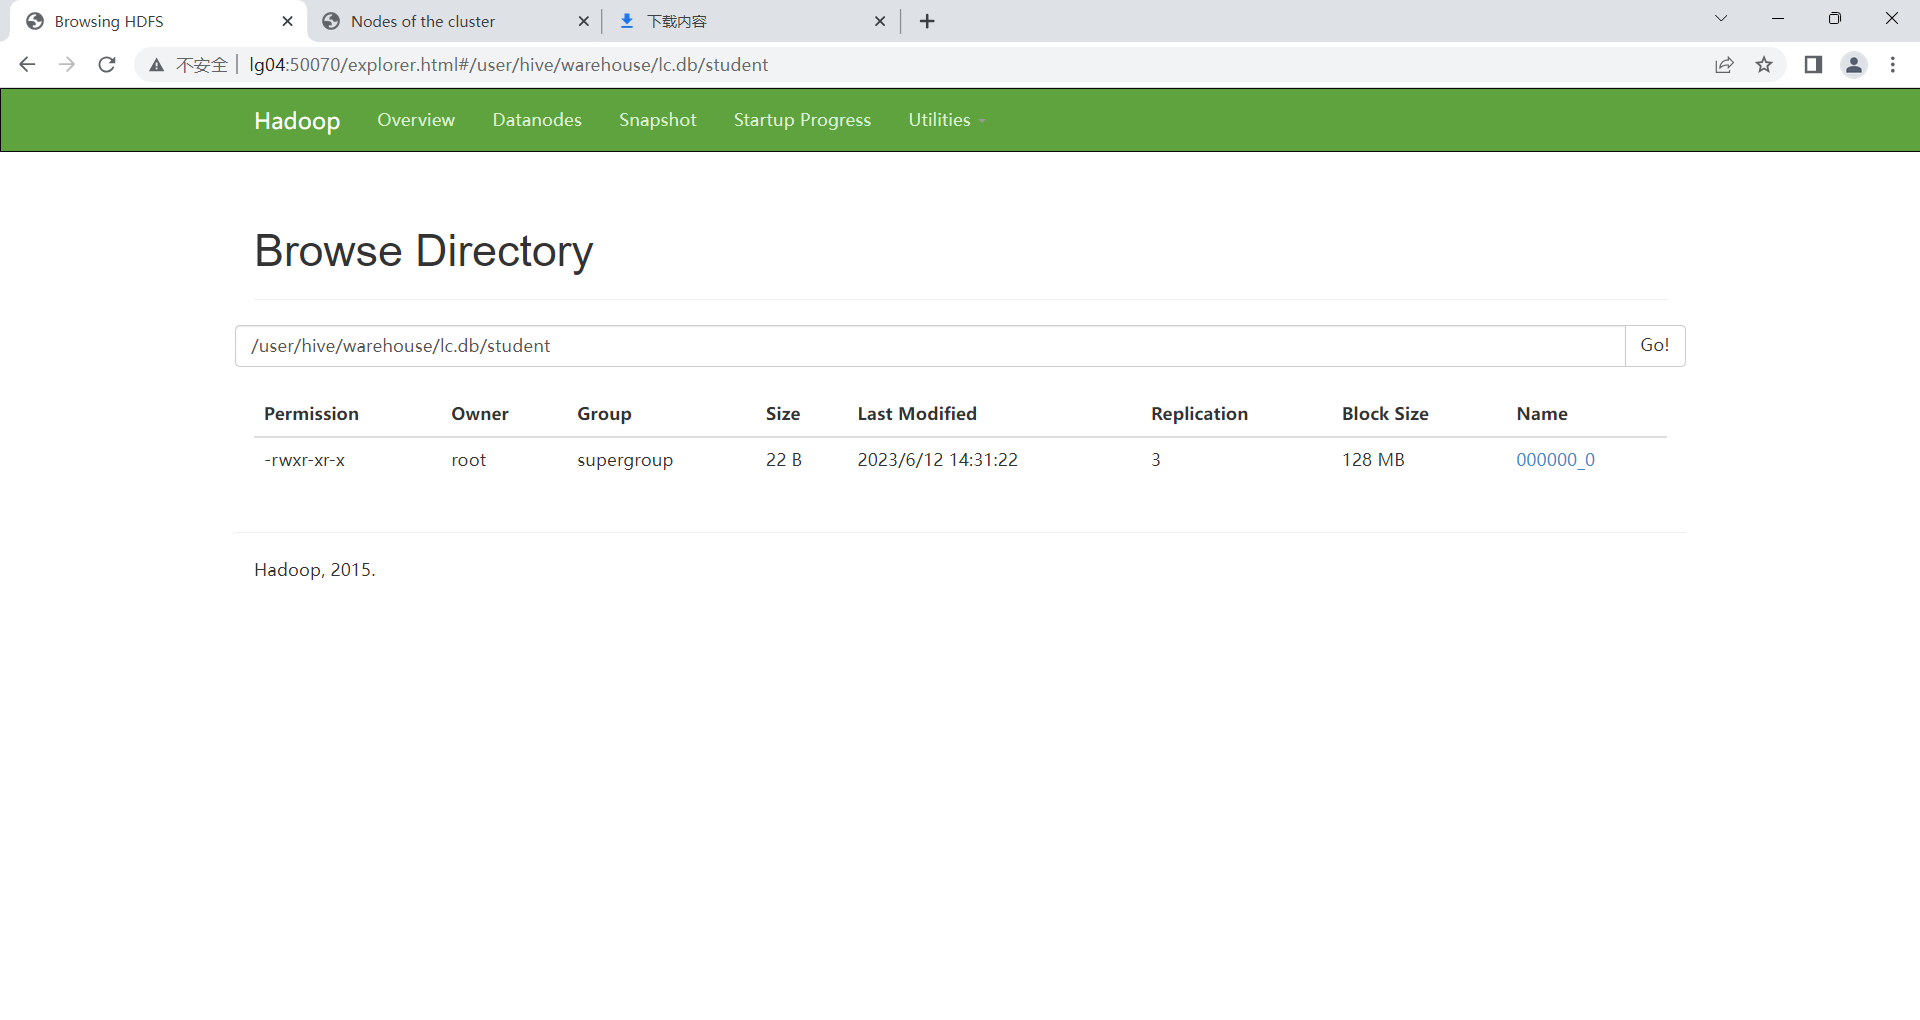 Browsing HDFS Nodes of the cluster 下载内容
不安全 lg04:50070/explorer.html#/user/hive/warehouse/lc.db/student
Hadoop Overview Datanodes Snapshot Startup Progress Utilities
Browse Directory
/user/hive/warehouse/lc.db/student Go!
Permission Owner Group Size Last Modified Replication Block Size Name
-rwxr-xr-x root supergroup 22 B 2023/6/12 14:31:22 3 128 MB 000000_0
Hadoop, 2015.